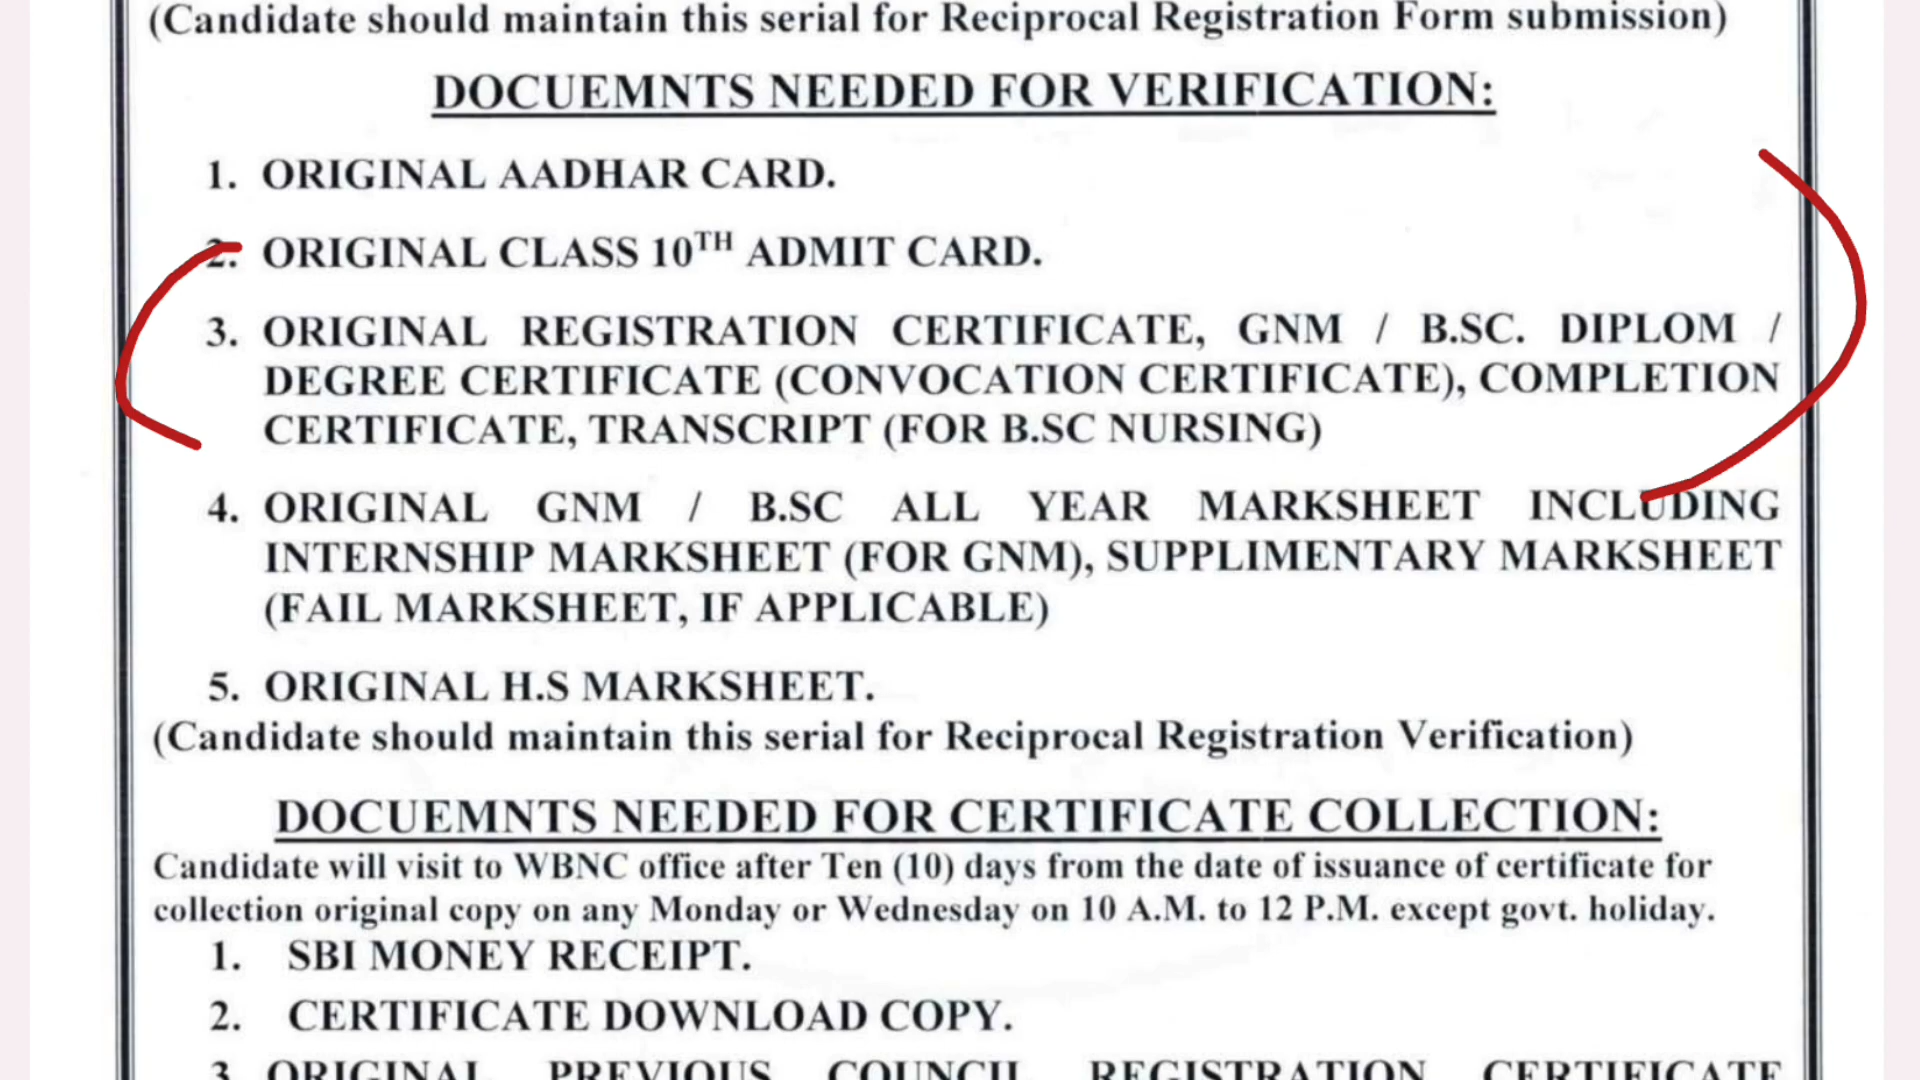 (Candidate should maintain this serial for Reciprocal Registration Form submission)
DOCUEMNTS NEEDED FOR VERIFICATION:
1. ORIGINAL AADHAR CARD.
2. ORIGINAL CLASS 10TH ADMIT CARD.
3. ORIGINAL REGISTRATION CERTIFICATE, GNM / B.SC. DIPLOM /
DEGREE CERTIFICATE (CONVOCATION CERTIFICATE), COMPLETION
CERTIFICATE, TRANSCRIPT (FOR B.SC NURSING)
4. ORIGINAL GNM / B.SC ALL YEAR MARKSHEET INCLUDING
INTERNSHIP MARKSHEET (FOR GNM), SUPPLIMENTARY MARKSHEET
(FAIL MARKSHEET, IF APPLICABLE)
5. ORIGINAL H.S MARKSHEET.
(Candidate should maintain this serial for Reciprocal Registration Verification)
DOCUEMNTS NEEDED FOR CERTIFICATE COLLECTION:
Candidate will visit to WBNC office after Ten (10) days from the date of issuance of certificate for
collection original copy on any Monday or Wednesday on 10 A.M. to 12 P.M. except govt. holiday.
1. SBI MONEY RECEIPT.
2. CERTIFICATE DOWNLOAD COPY.
3 ORIGINAL PREVIOUS COUNCIL REGISTRATION CERTIFICATE